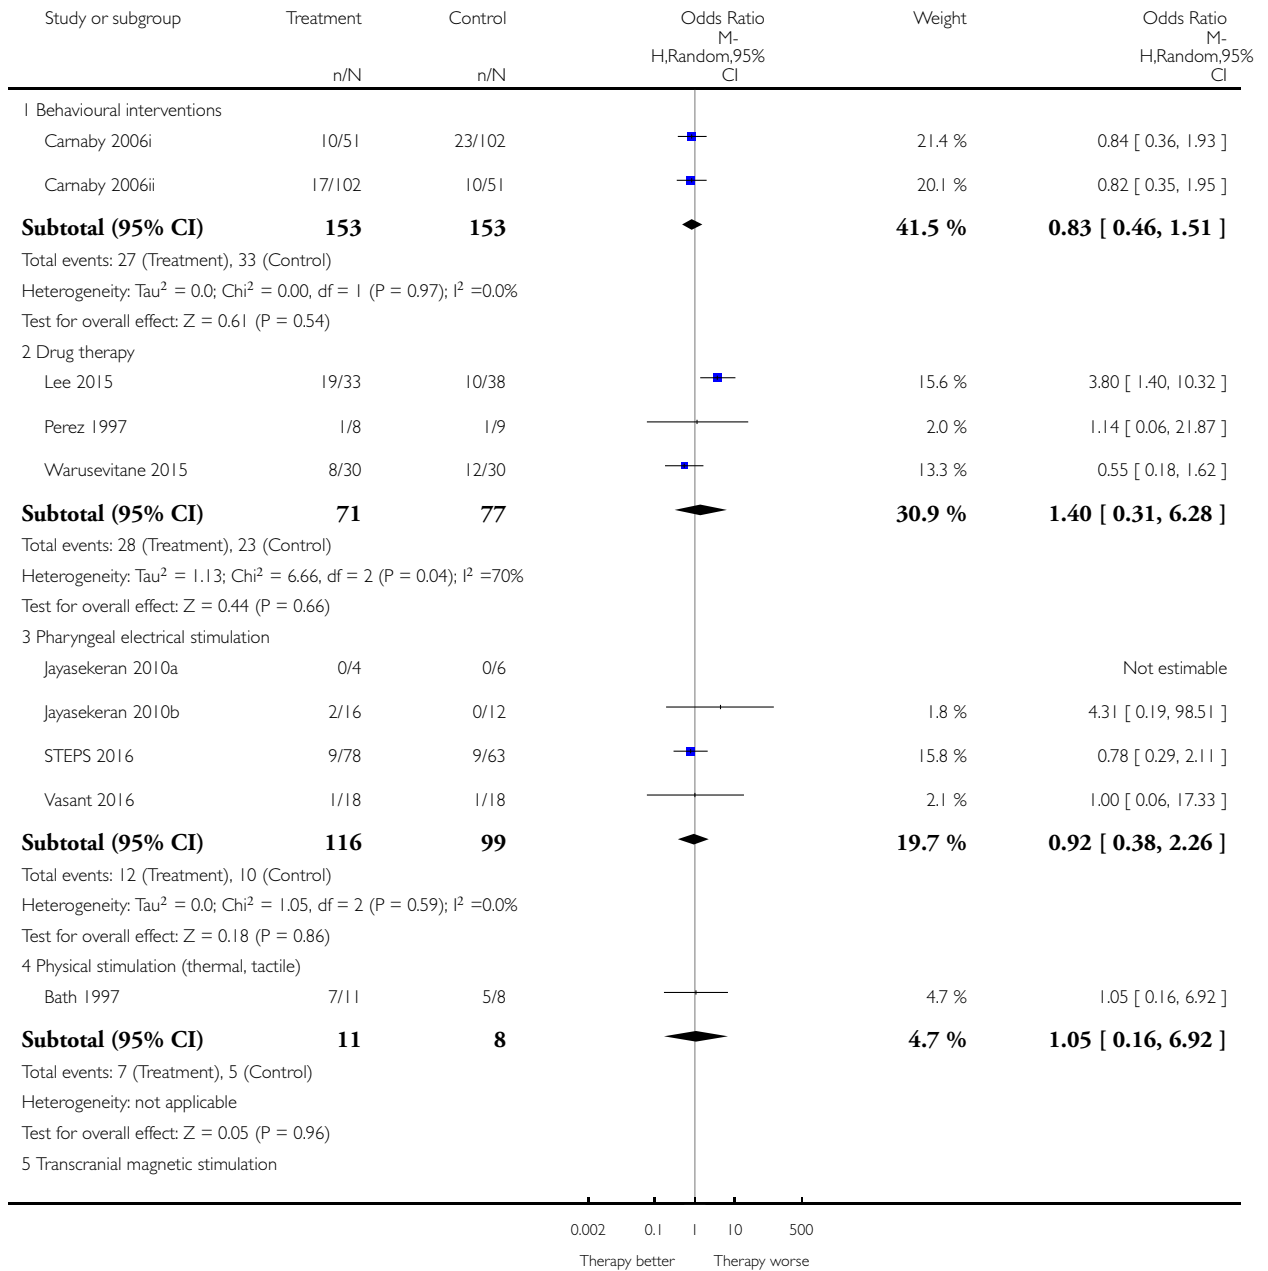 Study or subgroup Treatment Control Odds Ratio Weight Odds Ratio
M- M-
H,Random,95% H,Random,95%
n/N n/N CI CI
1 Behavioural interventions
Carnaby 2006i 10/51 23/102 21.4 % 0.84 [ 0.36, 1.93 ]
Carnaby 2006ii 17/102 10/51 20.1 % 0.82 [ 0.35, 1.95 ]
Subtotal (95% CI) 153 153 41.5 % 0.83 [ 0.46, 1.51 ]
Total events: 27 (Treatment), 33 (Control)
Heterogeneity: Tau² = 0.0; Chi² = 0.00, df = 1 (P = 0.97); I² =0.0%
Test for overall effect: Z = 0.61 (P = 0.54)
2 Drug therapy
Lee 2015 19/33 10/38 15.6 % 3.80 [ 1.40, 10.32 ]
Perez 1997 1/8 1/9 2.0 % 1.14 [ 0.06, 21.87 ]
Warusevitane 2015 8/30 12/30 13.3 % 0.55 [ 0.18, 1.62 ]
Subtotal (95% CI) 71 77 30.9 % 1.40 [ 0.31, 6.28 ]
Total events: 28 (Treatment), 23 (Control)
Heterogeneity: Tau² = 1.13; Chi² = 6.66, df = 2 (P = 0.04); I² =70%
Test for overall effect: Z = 0.44 (P = 0.66)
3 Pharyngeal electrical stimulation
Jayasekeran 2010a 0/4 0/6 Not estimable
Jayasekeran 2010b 2/16 0/12 1.8 % 4.31 [ 0.19, 98.51 ]
STEPS 2016 9/78 9/63 15.8 % 0.78 [ 0.29, 2.11 ]
Vasant 2016 1/18 1/18 2.1 % 1.00 [ 0.06, 17.33 ]
Subtotal (95% CI) 116 99 19.7 % 0.92 [ 0.38, 2.26 ]
Total events: 12 (Treatment), 10 (Control)
Heterogeneity: Tau² = 0.0; Chi² = 1.05, df = 2 (P = 0.59); I² =0.0%
Test for overall effect: Z = 0.18 (P = 0.86)
4 Physical stimulation (thermal, tactile)
Bath 1997 7/11 5/8 4.7 % 1.05 [ 0.16, 6.92 ]
Subtotal (95% CI) 11 8 4.7 % 1.05 [ 0.16, 6.92 ]
Total events: 7 (Treatment), 5 (Control)
Heterogeneity: not applicable
Test for overall effect: Z = 0.05 (P = 0.96)
5 Transcranial magnetic stimulation
0.002 0.1 1 10 500
Therapy better Therapy worse